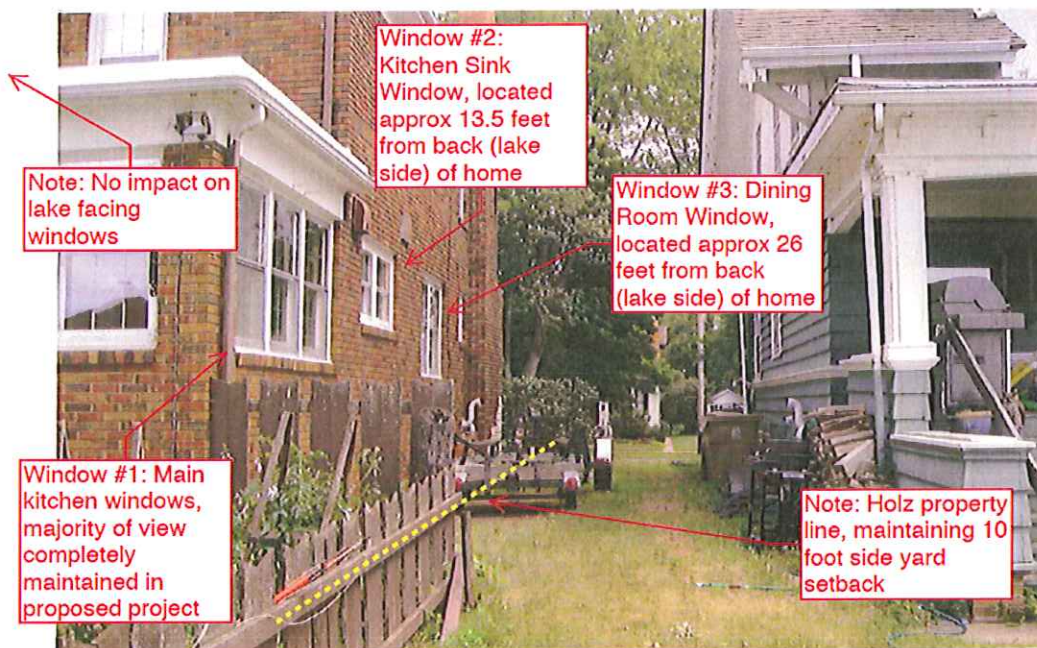 Window #2:
Kitchen Sink
Window, located
approx 13.5 feet
from back (lake
side) of home
Note: No impact on
lake facing
windows
Window #3: Dining
Room Window,
located approx 26
feet from back
(lake side) of home
Window #1: Main
kitchen windows,
majority of view
completely
maintained in
proposed project
Note: Holz property
line, maintaining 10
foot side yard
setback